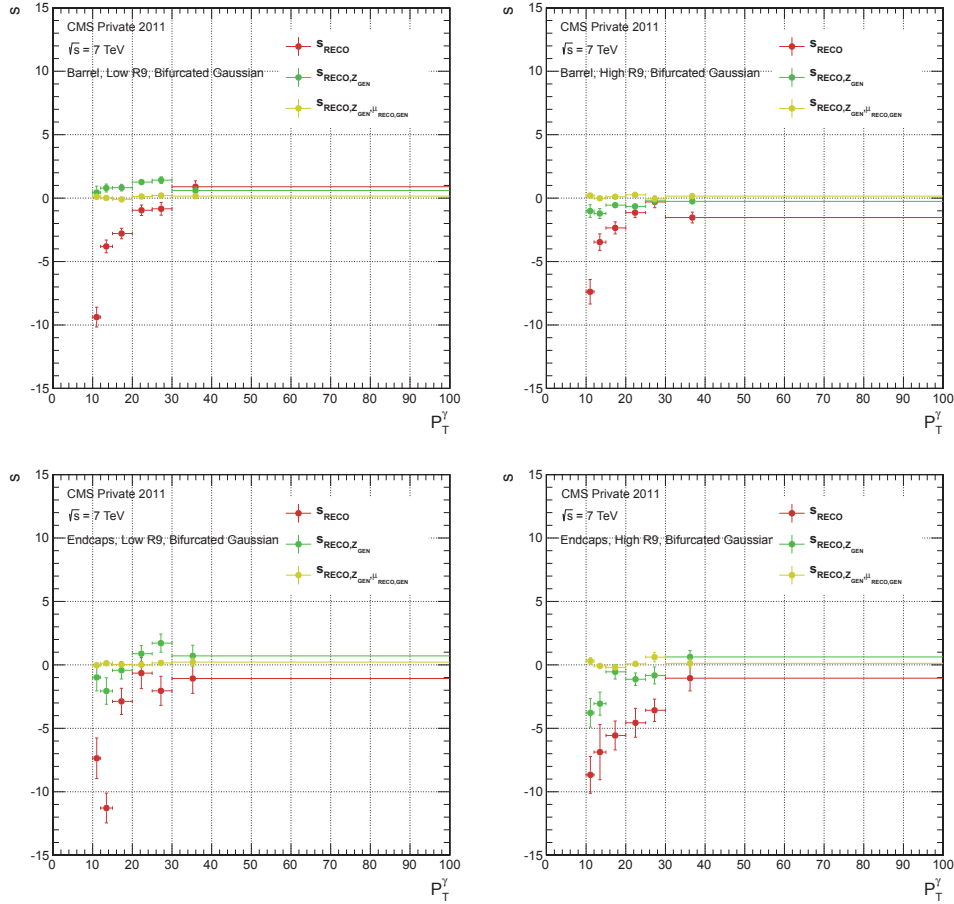 s
15
10
5
0
-5
-10
-15
CMS Private 2011
√s = 7 TeV
Barrel, Low R9, Bifurcated Gaussian
s_RECO
s_RECO,Z_GEN
s_RECO,Z_GEN,μ_RECO,GEN
0 10 20 30 40 50 60 70 80 90 100
P_T^γ
s
15
10
5
0
-5
-10
-15
CMS Private 2011
√s = 7 TeV
Barrel, High R9, Bifurcated Gaussian
s_RECO
s_RECO,Z_GEN
s_RECO,Z_GEN,μ_RECO,GEN
0 10 20 30 40 50 60 70 80 90 100
P_T^γ
s
15
10
5
0
-5
-10
-15
CMS Private 2011
√s = 7 TeV
Endcaps, Low R9, Bifurcated Gaussian
s_RECO
s_RECO,Z_GEN
s_RECO,Z_GEN,μ_RECO,GEN
0 10 20 30 40 50 60 70 80 90 100
P_T^γ
s
15
10
5
0
-5
-10
-15
CMS Private 2011
√s = 7 TeV
Endcaps, High R9, Bifurcated Gaussian
s_RECO
s_RECO,Z_GEN
s_RECO,Z_GEN,μ_RECO,GEN
0 10 20 30 40 50 60 70 80 90 100
P_T^γ